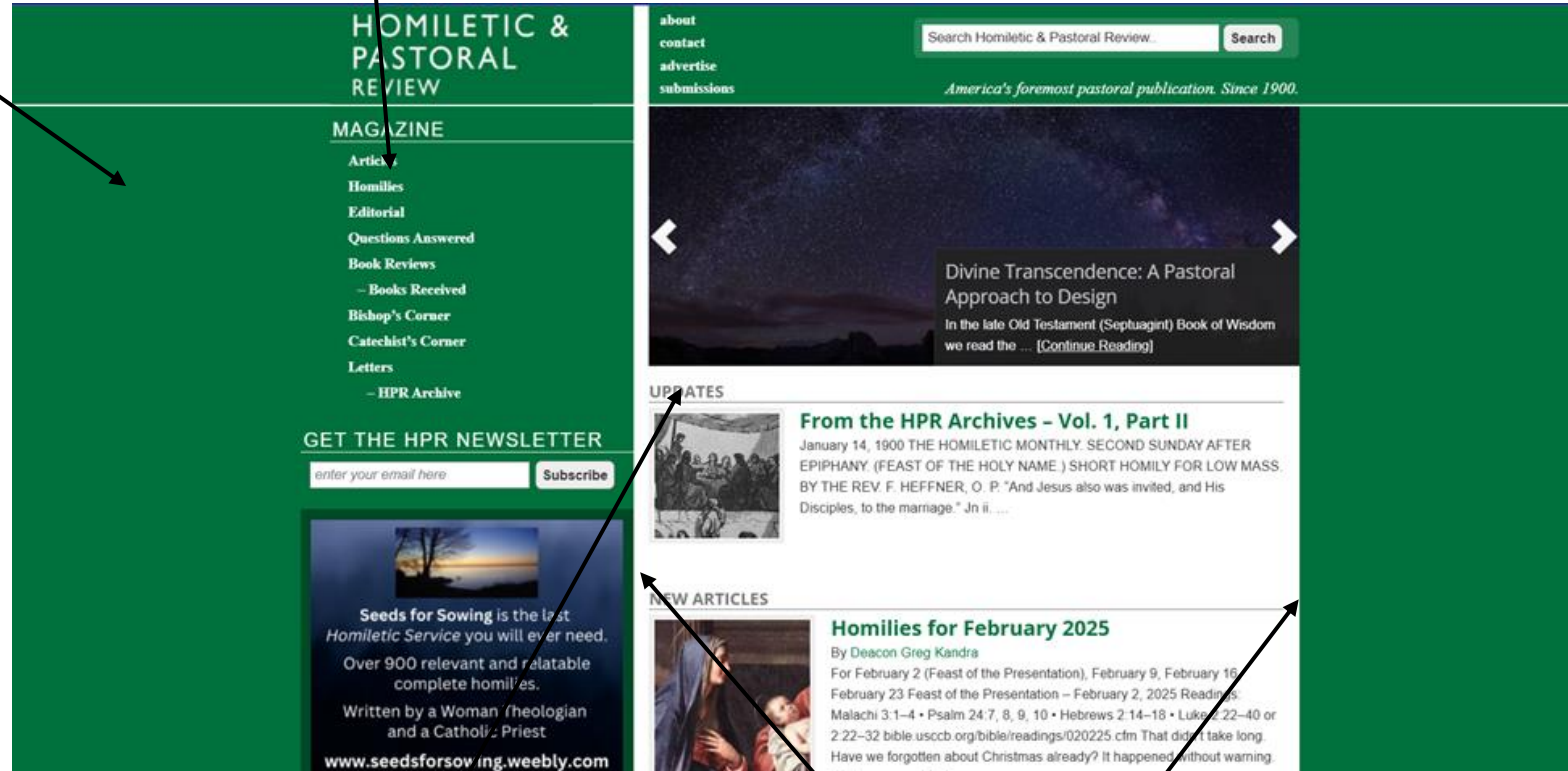 HOMILETIC &
PASTORAL
REVIEW
about
contact
advertise
submissions
Search Homiletic & Pastoral Review..
Search
America's foremost pastoral publication. Since 1900.
MAGAZINE
Articles
Homilies
Editorial
Questions Answered
Book Reviews
– Books Received
Bishop's Corner
Catechist's Corner
Letters
– HPR Archive
GET THE HPR NEWSLETTER
enter your email here
Subscribe
Seeds for Sowing is the last
Homiletic Service you will ever need.
Over 900 relevant and relatable
complete homilies.
Written by a Woman Theologian
and a Catholic Priest
www.seedsforsowing.weebly.com
Divine Transcendence: A Pastoral
Approach to Design
In the late Old Testament (Septuagint) Book of Wisdom
we read the … [Continue Reading]
UPDATES
From the HPR Archives – Vol. 1, Part II
January 14, 1900 THE HOMILETIC MONTHLY. SECOND SUNDAY AFTER
EPIPHANY. (FEAST OF THE HOLY NAME.) SHORT HOMILY FOR LOW MASS.
BY THE REV. F. HEFFNER, O. P. "And Jesus also was invited, and His
Disciples, to the marriage." Jn ii. …
NEW ARTICLES
Homilies for February 2025
By Deacon Greg Kandra
For February 2 (Feast of the Presentation), February 9, February 16,
February 23 Feast of the Presentation – February 2, 2025 Readings:
Malachi 3:1–4 • Psalm 24:7, 8, 9, 10 • Hebrews 2:14–18 • Luke 2:22–40 or
2:22–32 bible.usccb.org/bible/readings/020225.cfm That didn't take long.
Have we forgotten about Christmas already? It happened without warning.